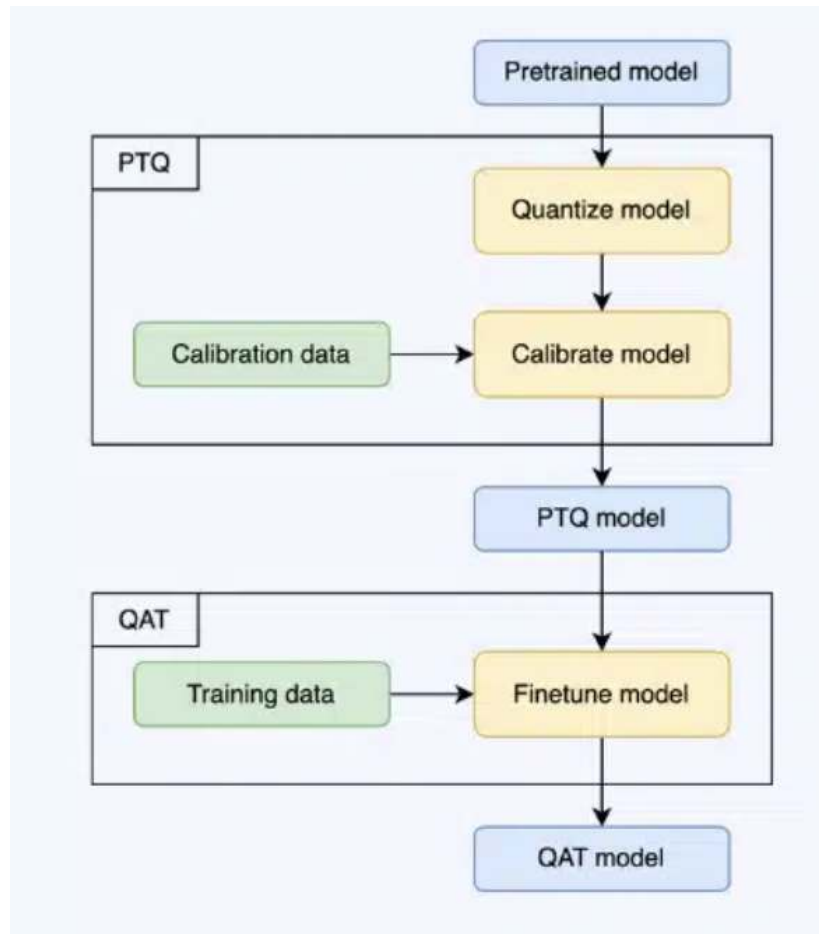 Pretrained model
PTQ
Quantize model
Calibration data
Calibrate model
PTQ model
QAT
Training data
Finetune model
QAT model